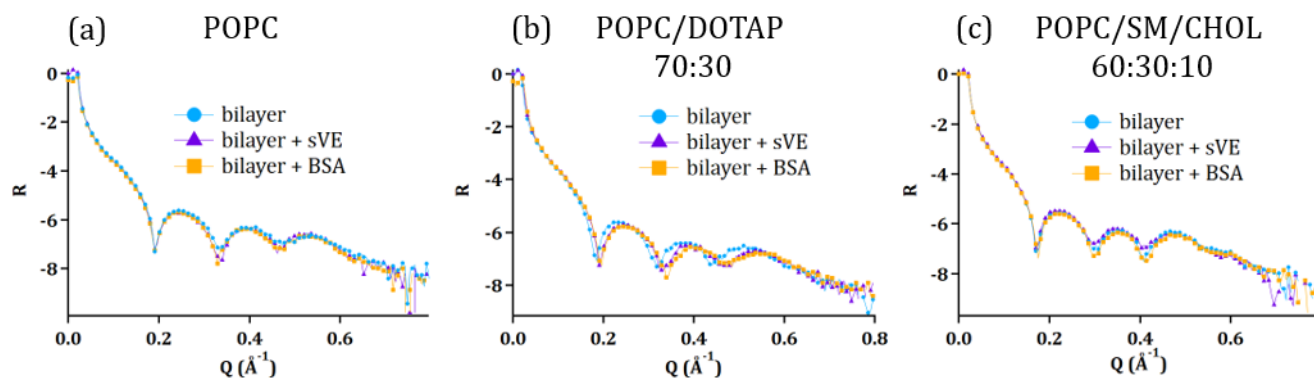 (a) POPC
0
-2
-4
-6
-8
R
bilayer
bilayer + sVE
bilayer + BSA
0.0 0.2 0.4 0.6
Q (Å⁻¹)
(b) POPC/DOTAP
70:30
0
-2
-4
-6
-8
R
bilayer
bilayer + sVE
bilayer + BSA
0.0 0.2 0.4 0.6 0.8
Q (Å⁻¹)
(c) POPC/SM/CHOL
60:30:10
0
-2
-4
-6
-8
R
bilayer
bilayer + sVE
bilayer + BSA
0.0 0.2 0.4 0.6
Q (Å⁻¹)